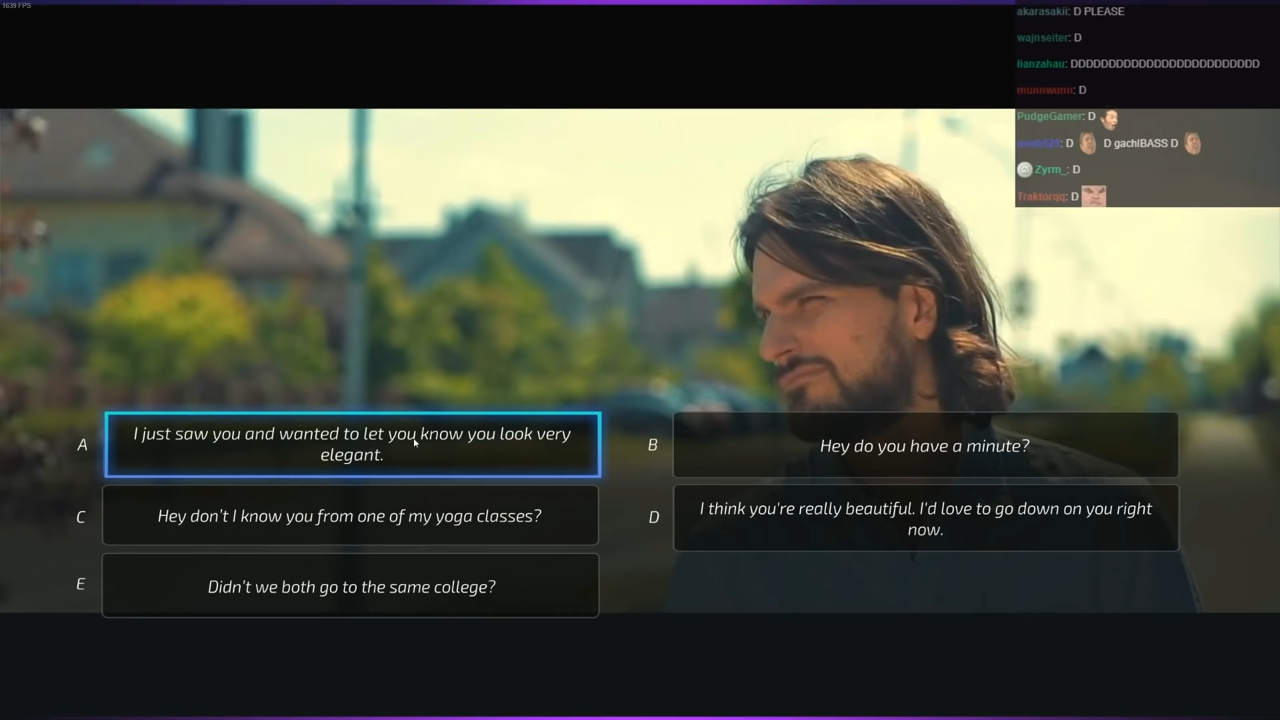 1639 FPS
akarasakii: D PLEASE
wajnseiter: D
lianzahau: DDDDDDDDDDDDDDDDDDDDDDDDD
munnwunn: D
PudgeGamer: D
: D D gachiBASS D
Zyrm_: D
Traktorqq: D
A I just saw you and wanted to let you know you look very
elegant.
B Hey do you have a minute?
C Hey don't I know you from one of my yoga classes?
D I think you're really beautiful. I'd love to go down on you right
now.
E Didn't we both go to the same college?